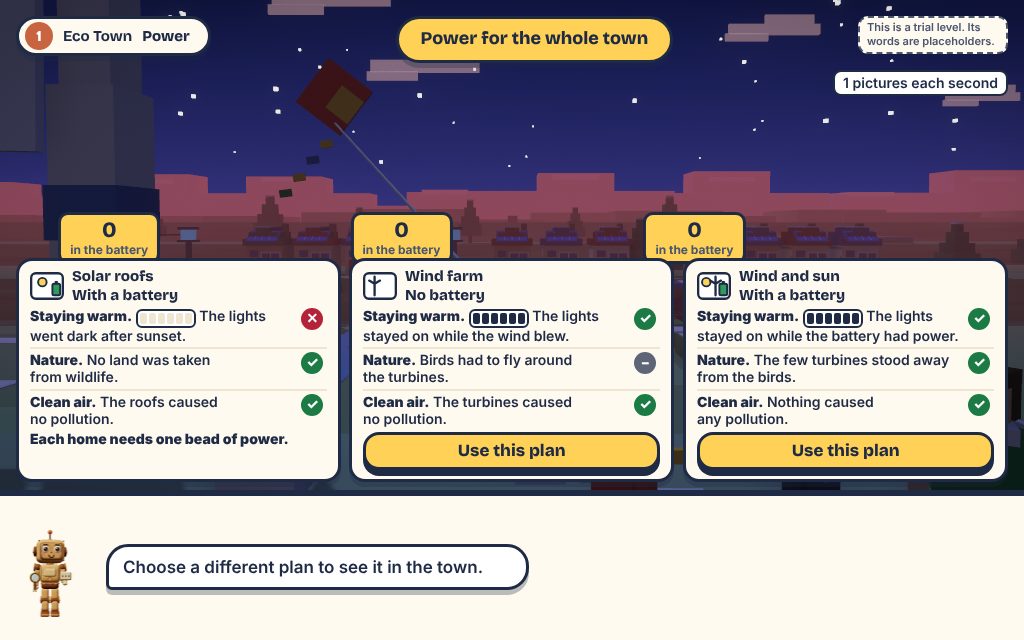 1 Eco Town Power
Power for the whole town
This is a trial level. Its
words are placeholders.
1 pictures each second
0
in the battery
0
in the battery
0
in the battery
Solar roofs
With a battery
Staying warm. The lights
went dark after sunset.
Nature. No land was taken
from wildlife.
Clean air. The roofs caused
no pollution.
Each home needs one bead of power.
Wind farm
No battery
Staying warm. The lights
stayed on while the wind blew.
Nature. Birds had to fly around
the turbines.
Clean air. The turbines caused
no pollution.
Use this plan
Wind and sun
With a battery
Staying warm. The lights
stayed on while the battery had power.
Nature. The few turbines stood away
from the birds.
Clean air. Nothing caused
any pollution.
Use this plan
Choose a different plan to see it in the town.